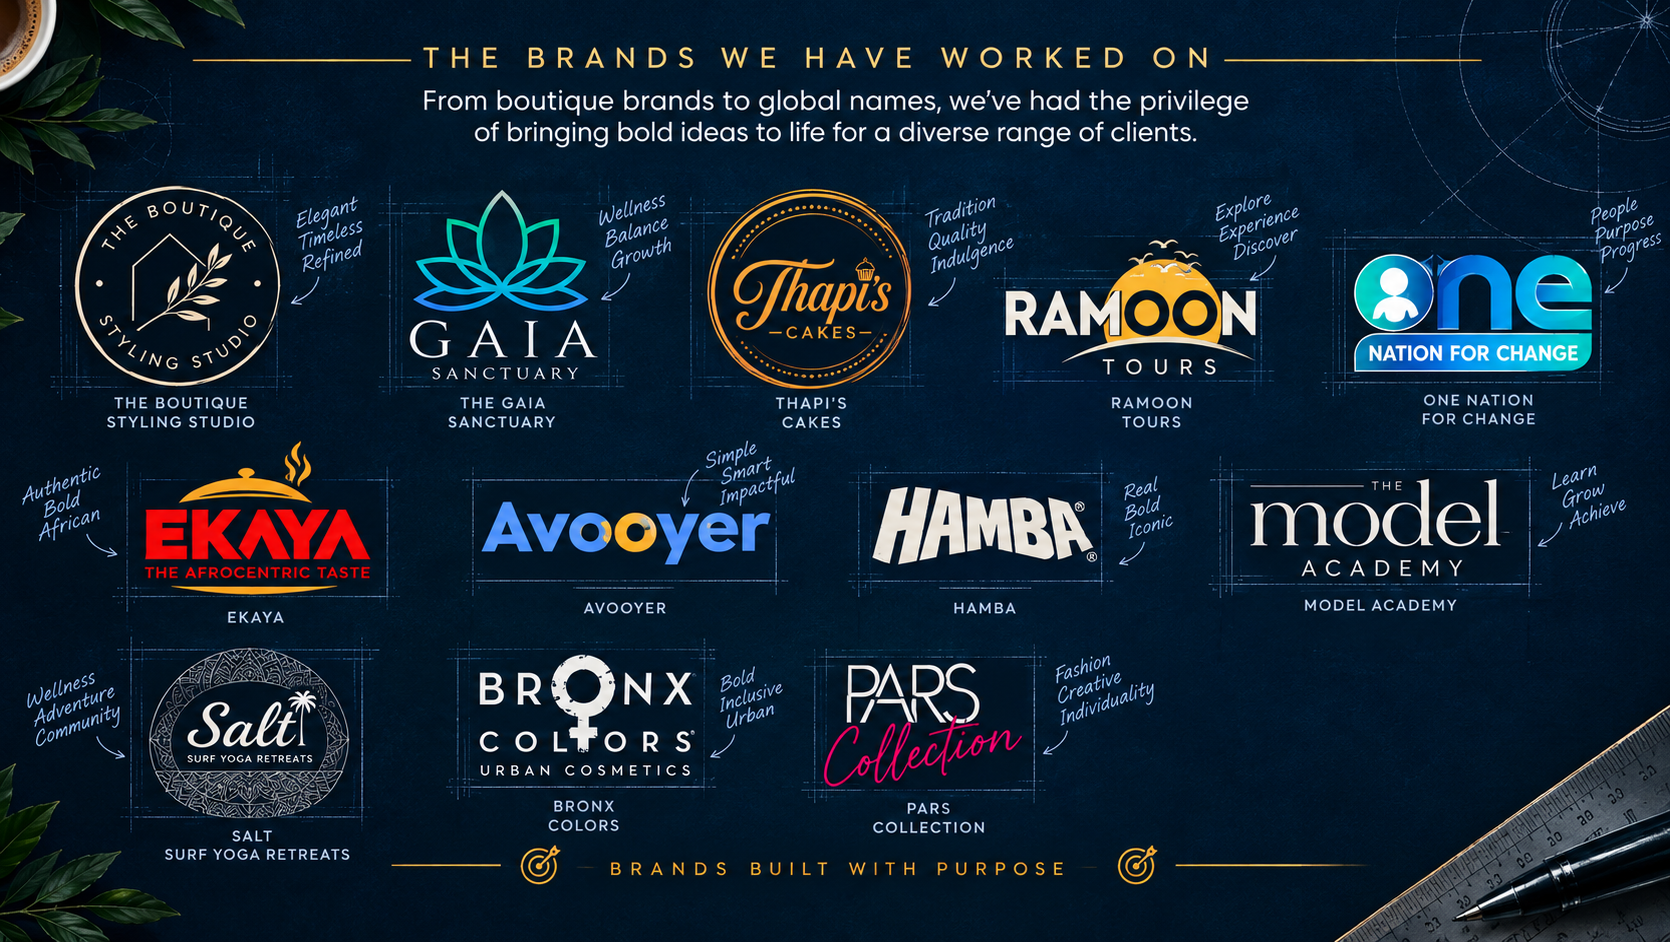 THE BRANDS WE HAVE WORKED ON
From boutique brands to global names, we've had the privilege
of bringing bold ideas to life for a diverse range of clients.
THE BOUTIQUE
STYLING STUDIO
Elegant
Timeless
Refined
THE BOUTIQUE
STYLING STUDIO
GAIA
SANCTUARY
Wellness
Balance
Growth
THE GAIA
SANCTUARY
Thapi's
CAKES
Tradition
Quality
Indulgence
THAPI'S
CAKES
RAMOON
TOURS
Explore
Experience
Discover
RAMOON
TOURS
one
NATION FOR CHANGE
People
Purpose
Progress
ONE NATION
FOR CHANGE
Authentic
Bold
African
EKAYA
THE AFROCENTRIC TASTE
EKAYA
Simple
Smart
Impactful
Avooyer
AVOOYER
HAMBA®
®
Real
Bold
Iconic
HAMBA
THE
model
ACADEMY
Learn
Grow
Achieve
MODEL ACADEMY
Wellness
Adventure
Community
Salt
SURF YOGA RETREATS
SALT
SURF YOGA RETREATS
BRONX
COLORS®
URBAN COSMETICS
Bold
Inclusive
Urban
BRONX
COLORS
PARS
Collection
Fashion
Creative
Individuality
PARS
COLLECTION
BRANDS BUILT WITH PURPOSE